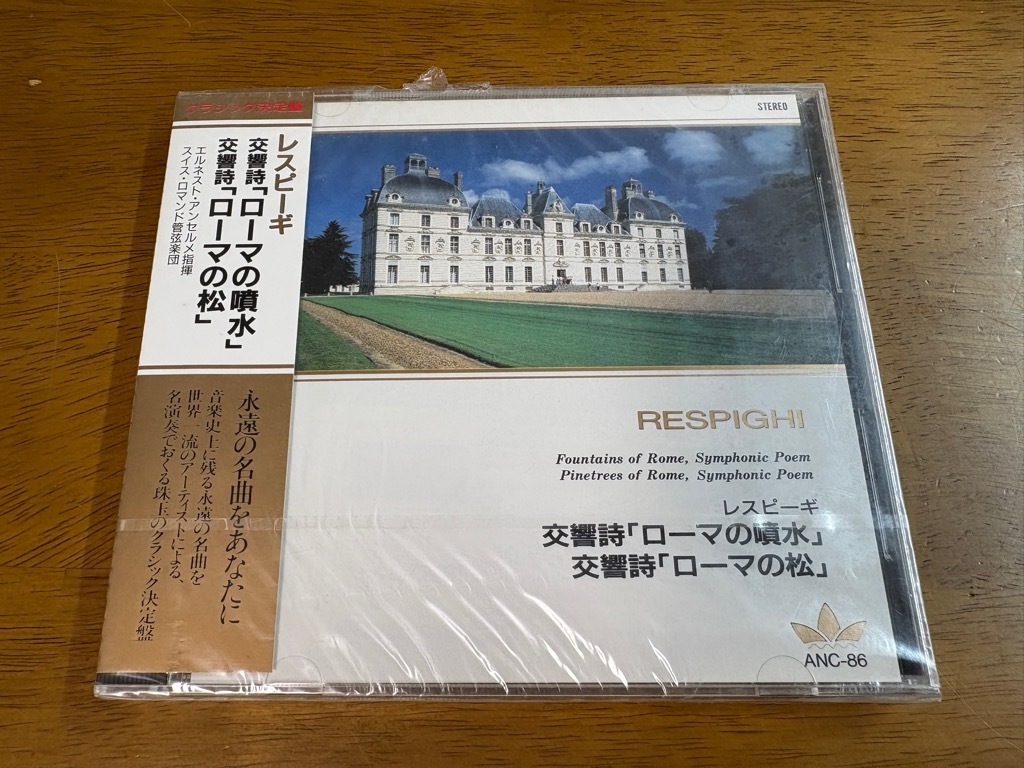 クラシック決定盤
レスピーギ
交響詩「ローマの噴水」
交響詩「ローマの松」
エルネスト・アンセルメ指揮
スイス・ロマンド管弦楽団
永遠の名曲をあなたに
音楽史上に残る永遠の名曲を
世界一流のアーティストによる、
名演奏でおくる珠玉のクラシック決定盤
STEREO
RESPIGHI
Fountains of Rome, Symphonic Poem
Pinetrees of Rome, Symphonic Poem
レスピーギ
交響詩「ローマの噴水」
交響詩「ローマの松」
ANC-86